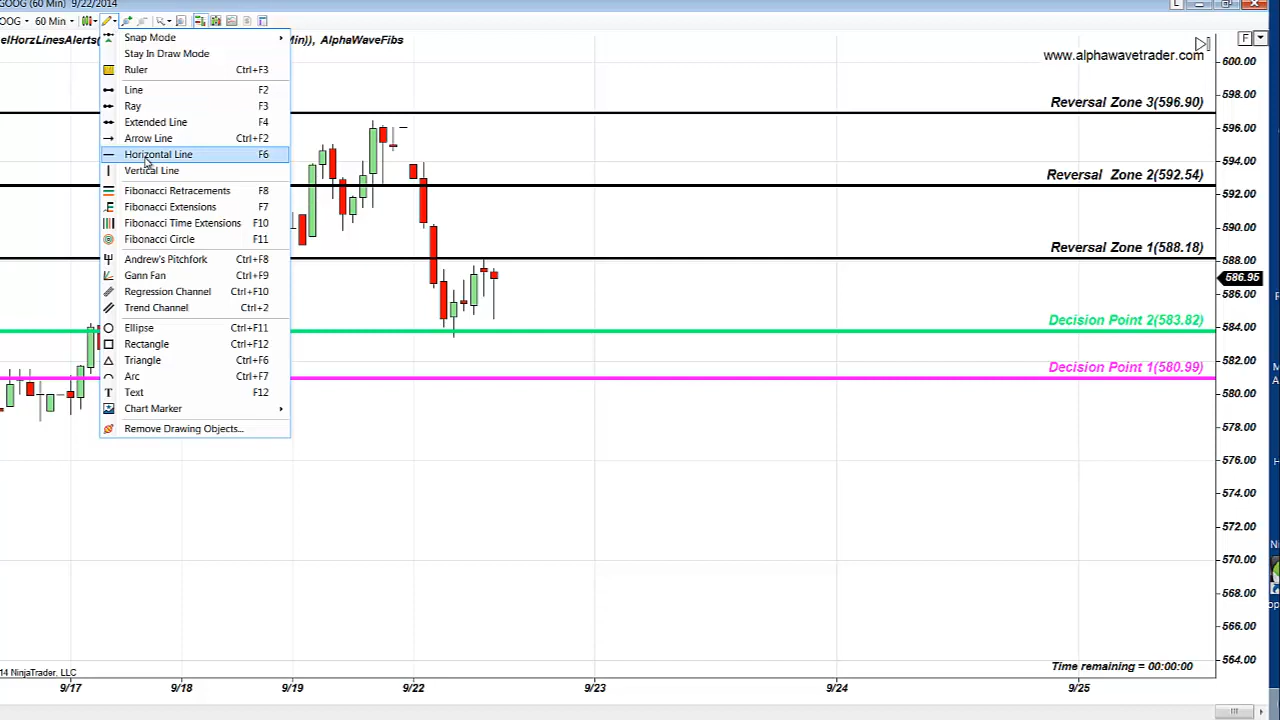 GOOG (60 Min) 9/22/2014
L
OOG 60 Min
elHorzLinesAlerts(
Min)), AlphaWaveFibs
F
www.alphawavetrader.com
Snap Mode
Stay In Draw Mode
Ruler Ctrl+F3
Line F2
Ray F3
Extended Line F4
Arrow Line Ctrl+F2
Horizontal Line F6
Vertical Line
Fibonacci Retracements F8
Fibonacci Extensions F7
Fibonacci Time Extensions F10
Fibonacci Circle F11
Andrew's Pitchfork Ctrl+F8
Gann Fan Ctrl+F9
Regression Channel Ctrl+F10
Trend Channel Ctrl+2
Ellipse Ctrl+F11
Rectangle Ctrl+F12
Triangle Ctrl+F6
Arc Ctrl+F7
Text F12
Chart Marker
Remove Drawing Objects...
Reversal Zone 3(596.90)
Reversal Zone 2(592.54)
Reversal Zone 1(588.18)
Decision Point 2(583.82)
Decision Point 1(580.99)
600.00
598.00
596.00
594.00
592.00
590.00
588.00
586.95
586.00
584.00
582.00
580.00
578.00
576.00
574.00
572.00
570.00
568.00
566.00
564.00
Time remaining = 00:00:00
14 NinjaTrader, LLC
9/17 9/18 9/19 9/22 9/23 9/24 9/25